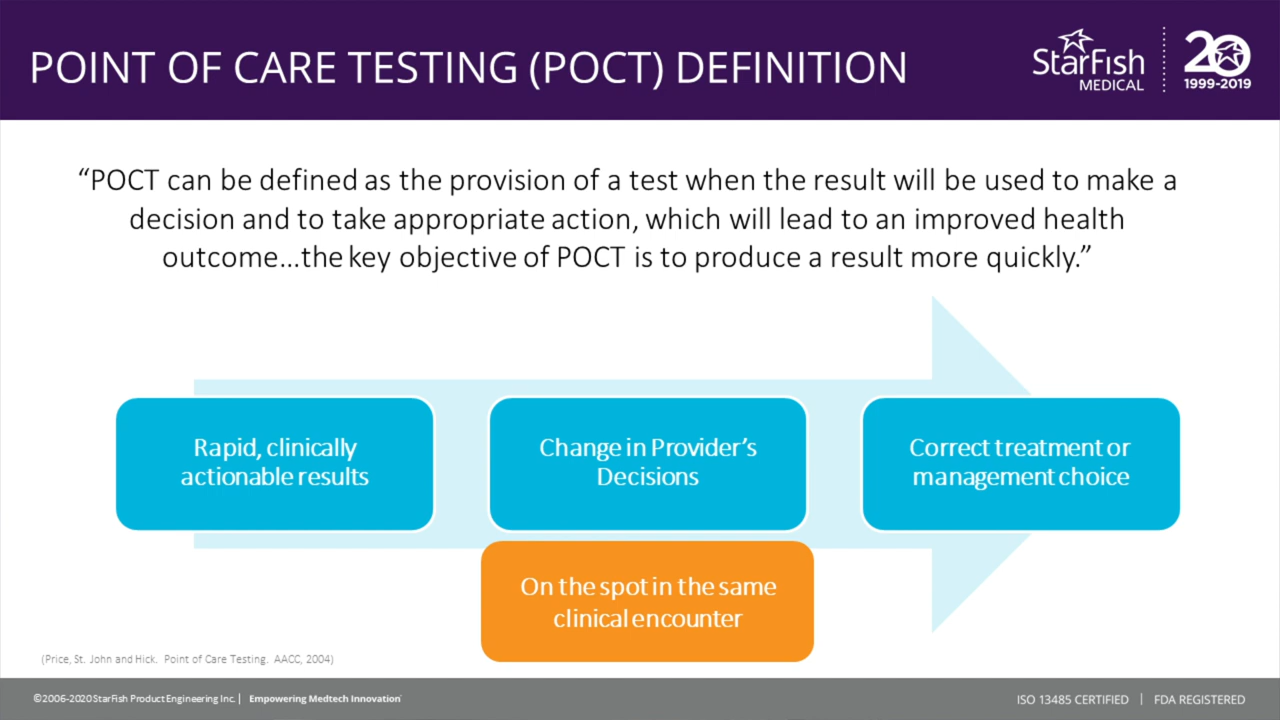 POINT OF CARE TESTING (POCT) DEFINITION
StarFish
MEDICAL
20
1999-2019
“POCT can be defined as the provision of a test when the result will be used to make a
decision and to take appropriate action, which will lead to an improved health
outcome...the key objective of POCT is to produce a result more quickly.”
Rapid, clinically
actionable results
Change in Provider’s
Decisions
Correct treatment or
management choice
On the spot in the same
clinical encounter
(Price, St. John and Hick. Point of Care Testing. AACC, 2004)
©2006-2020 StarFish Product Engineering Inc. | Empowering Medtech Innovation
ISO 13485 CERTIFIED | FDA REGISTERED